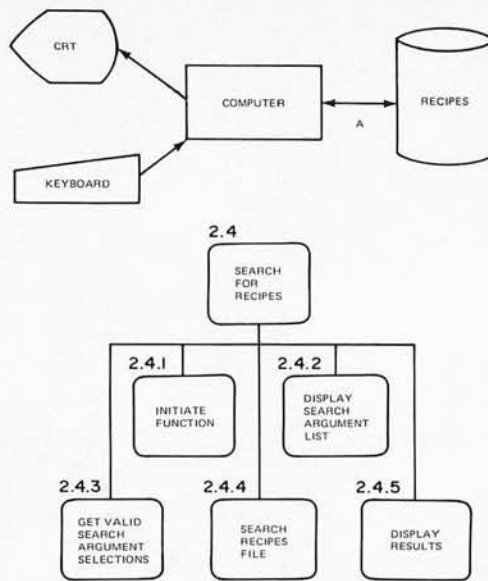 CRT
COMPUTER
A
RECIPES
KEYBOARD
2.4
SEARCH
FOR
RECIPES
2.4.1
INITIATE
FUNCTION
2.4.2
DISPLAY
SEARCH
ARGUMENT
LIST
2.4.3
GET VALID
SEARCH
ARGUMENT
SELECTIONS
2.4.4
SEARCH
RECIPES
FILE
2.4.5
DISPLAY
RESULTS